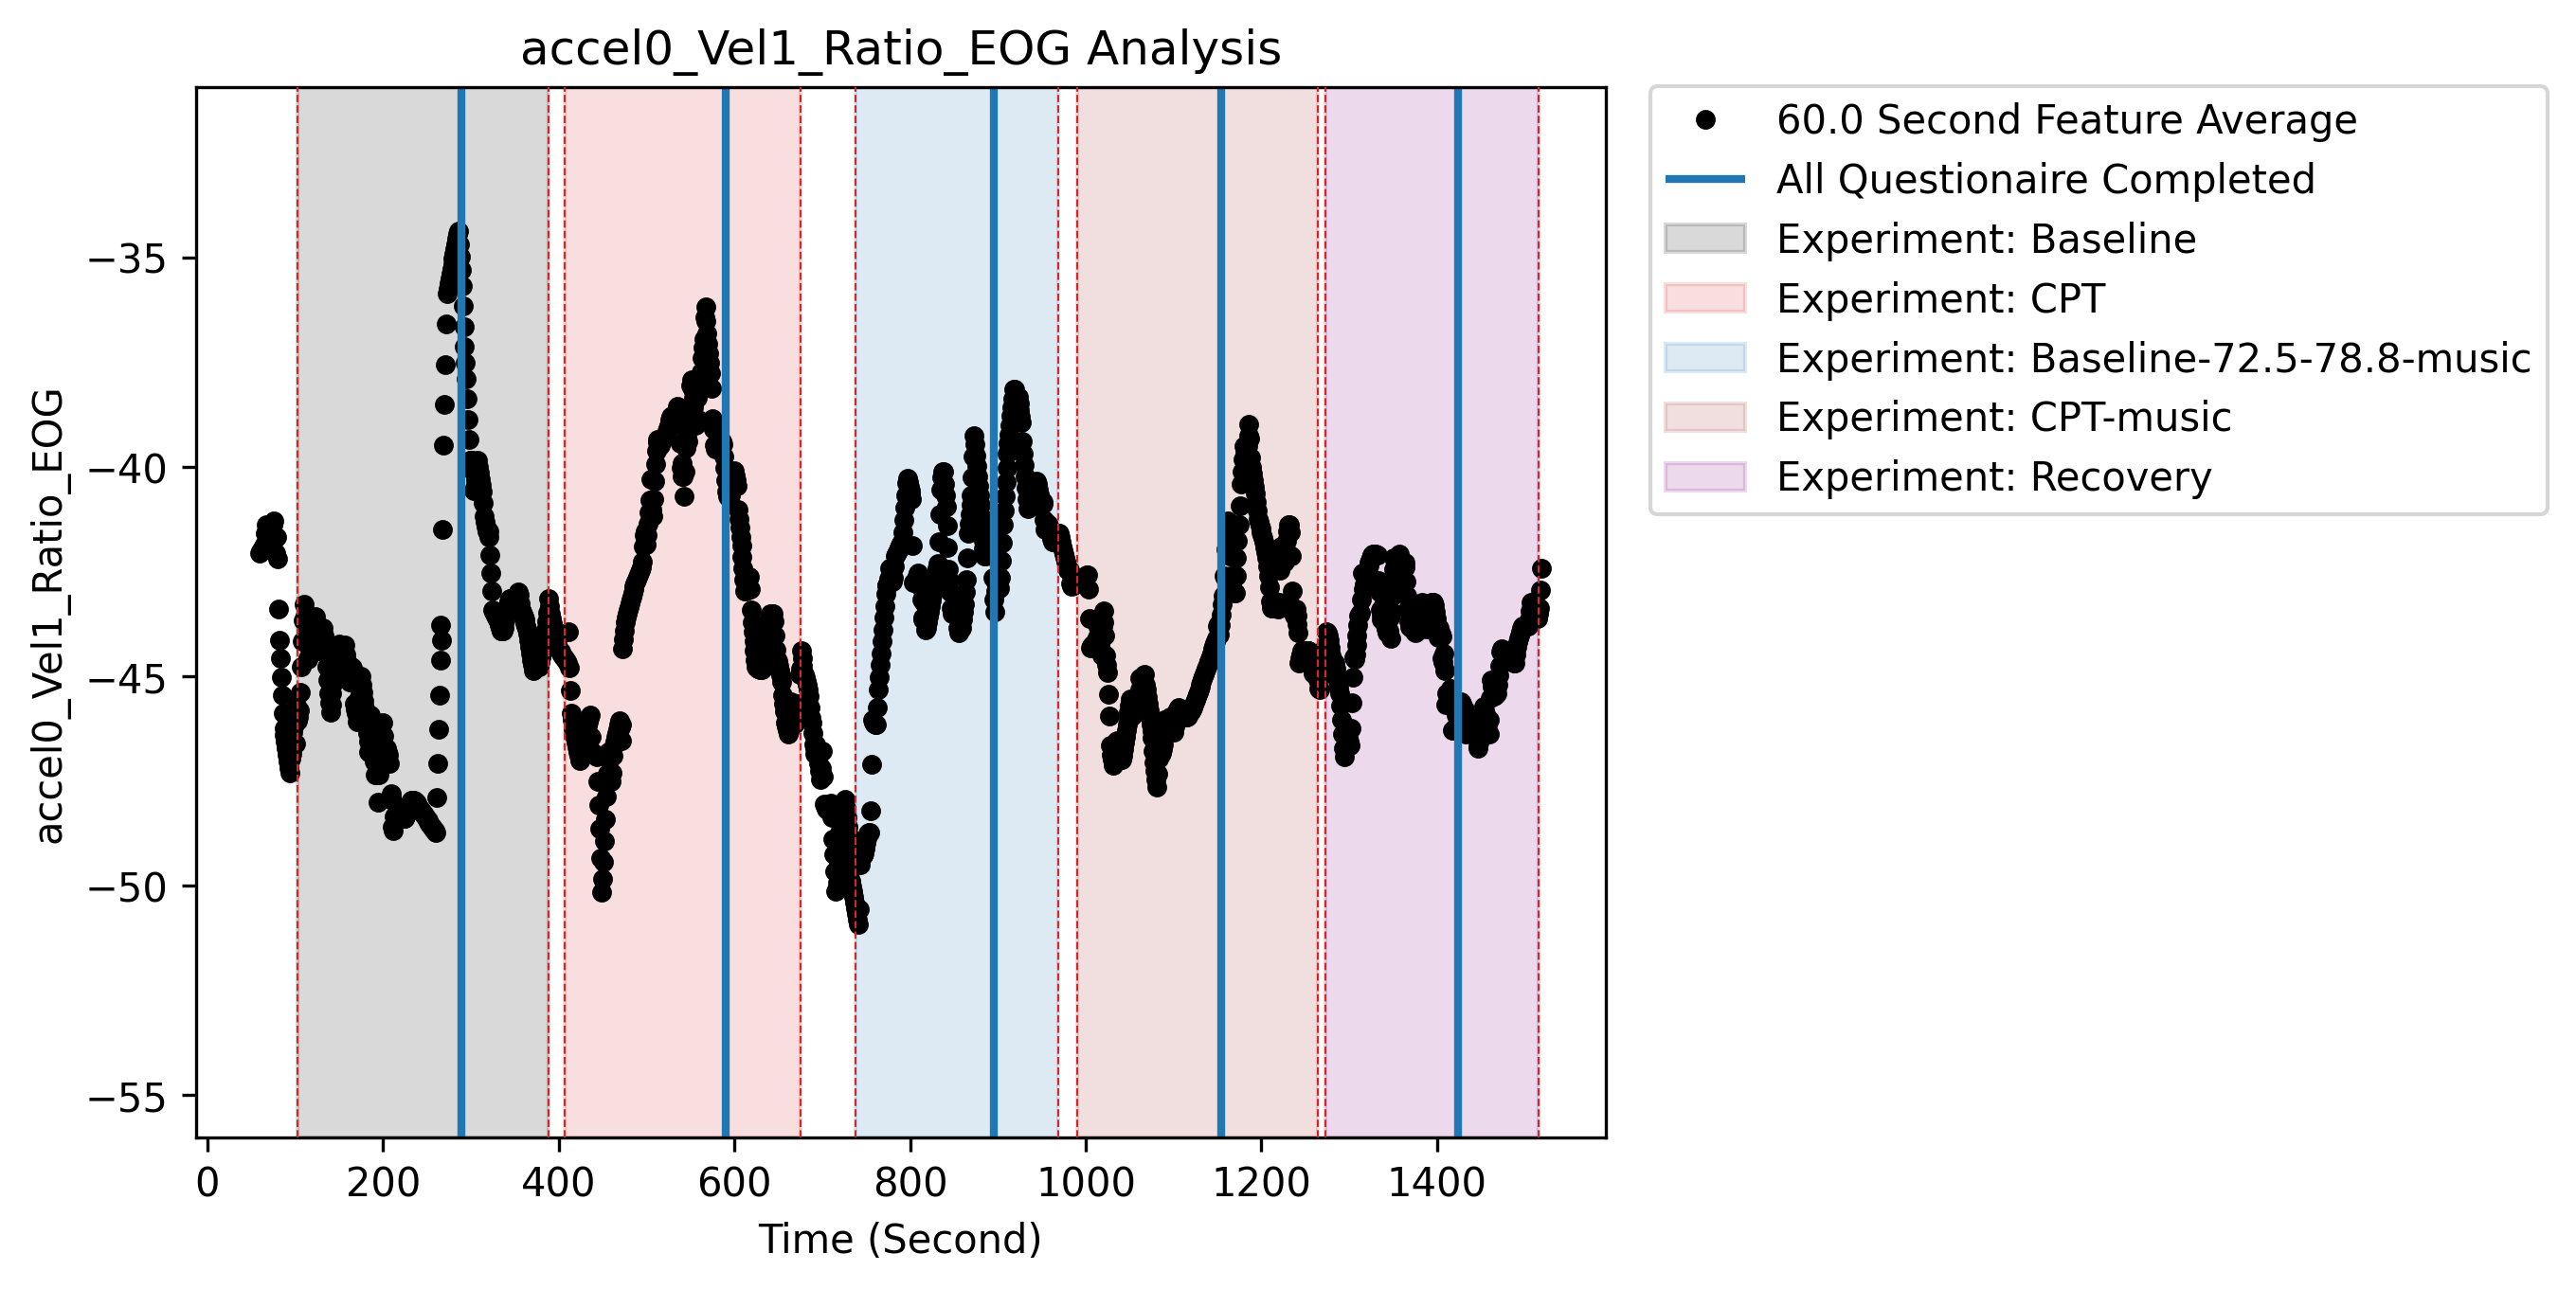 accel0_Vel1_Ratio_EOG Analysis
60.0 Second Feature Average
All Questionaire Completed
Experiment: Baseline
Experiment: CPT
Experiment: Baseline-72.5-78.8-music
Experiment: CPT-music
Experiment: Recovery
accel0_Vel1_Ratio_EOG
−35
−40
−45
−50
−55
0 200 400 600 800 1000 1200 1400
Time (Second)